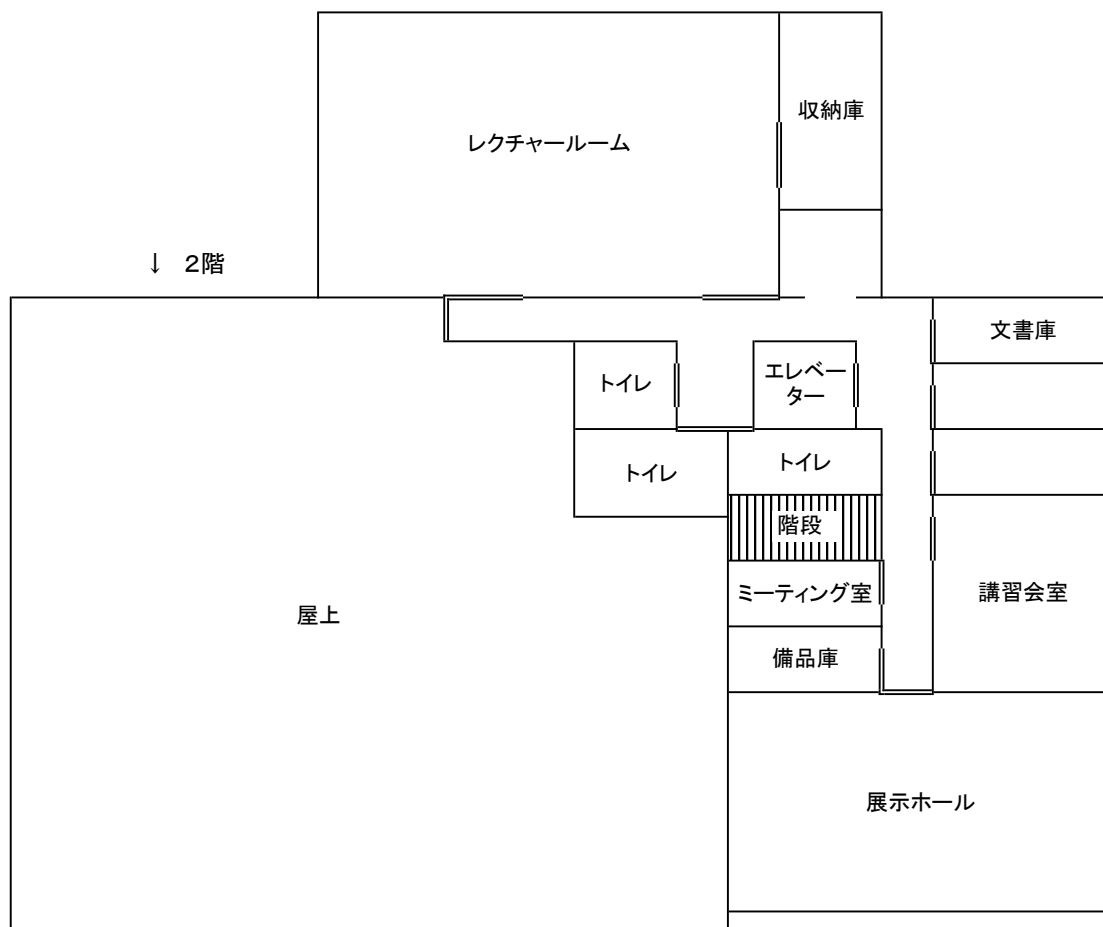 収納庫
レクチャールーム
↓ 2階
文書庫
トイレ
エレベー
ター
トイレ
トイレ
階段
ミーティング室
講習会室
屋上
備品庫
展示ホール